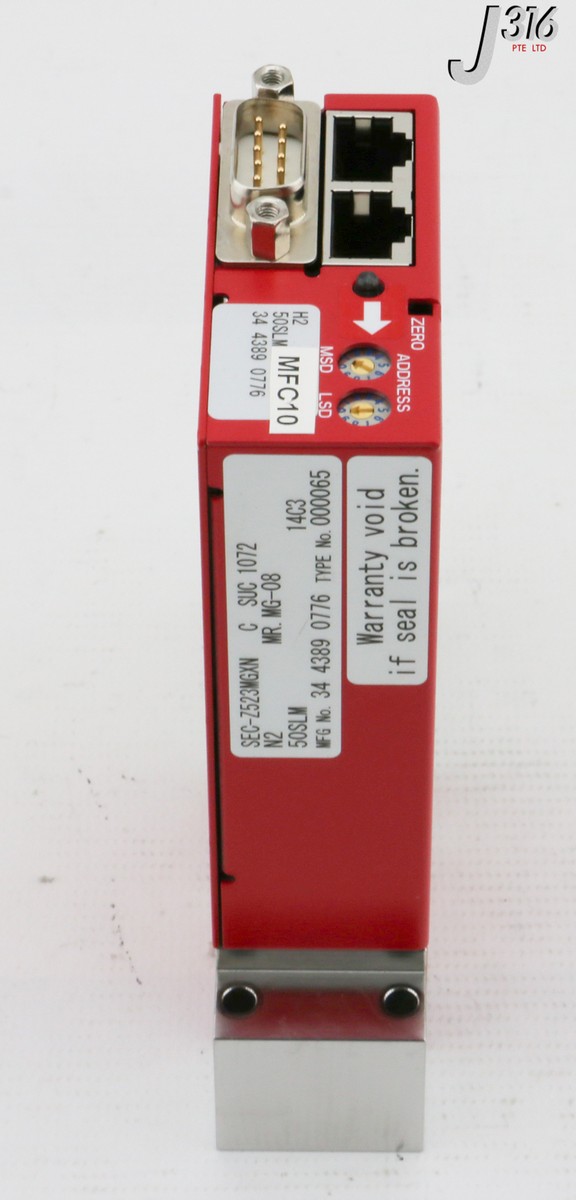 J316
PTE LTD
ZERO
ADDRESS
MSD LSD
H2
50SLM
34 4389 0776
MFC10
SEC-Z523MGXN C SUC 1072
N2 MR. MG-08
50SLM 14C3
MFG No. 34 4389 0776 TYPE No. 000065
Warranty void
if seal is broken.